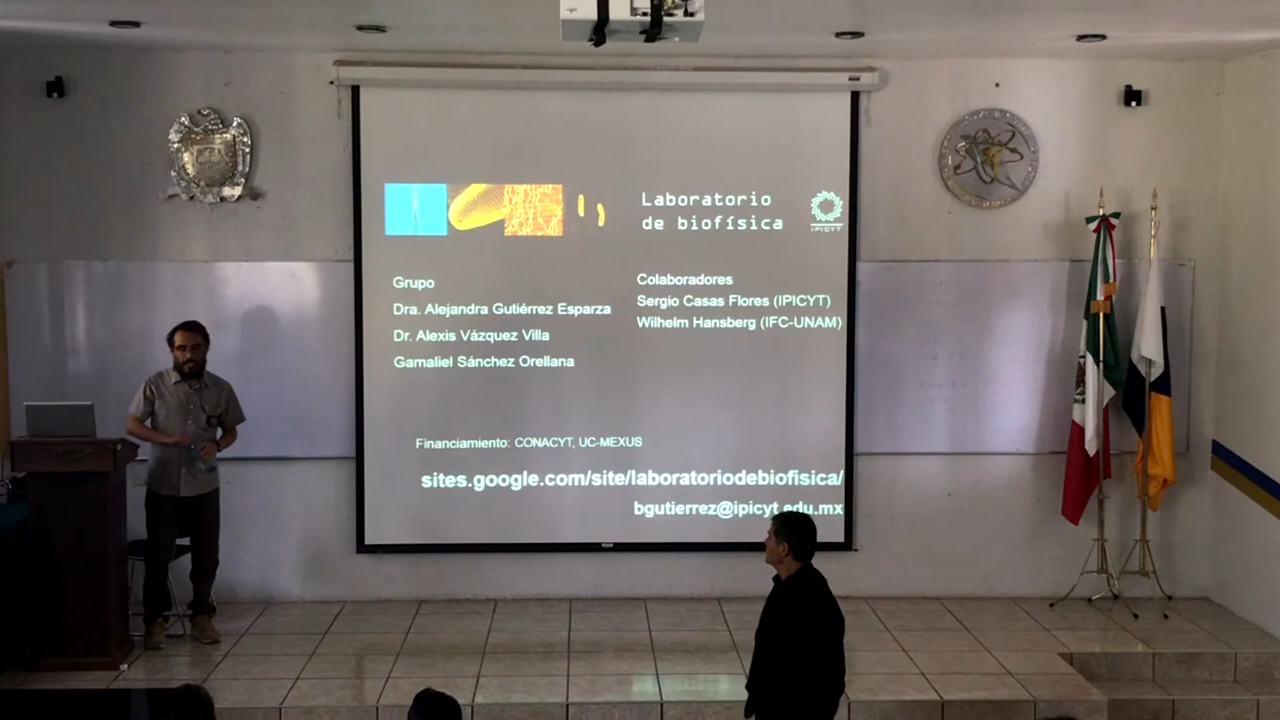 Laboratorio
de biofísica
IPICYT
Grupo
Dra. Alejandra Gutiérrez Esparza
Dr. Alexis Vázquez Villa
Gamaliel Sánchez Orellana
Colaboradores
Sergio Casas Flores (IPICYT)
Wilhelm Hansberg (IFC-UNAM)
Financiamiento: CONACYT, UC-MEXUS
sites.google.com/site/laboratoriodebiofisica/
bgutierrez@ipicyt.edu.mx